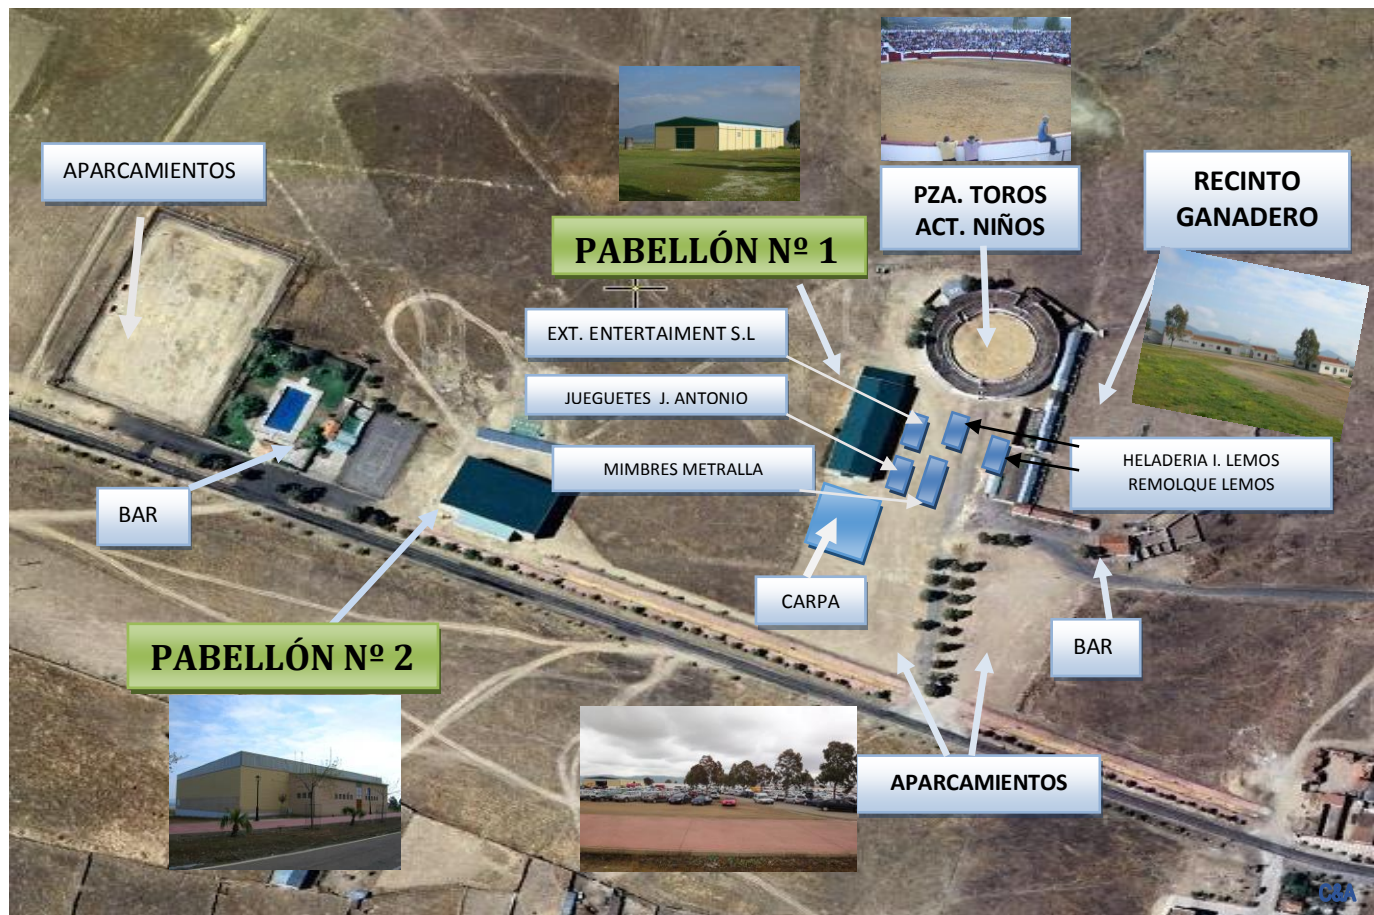 APARCAMIENTOS
PZA. TOROS
ACT. NIÑOS
RECINTO
GANADERO
PABELLÓN Nº 1
EXT. ENTERTAIMENT S.L
JUEGUETES J. ANTONIO
MIMBRES METRALLA
HELADERIA I. LEMOS
REMOLQUE LEMOS
BAR
CARPA
BAR
PABELLÓN Nº 2
APARCAMIENTOS
C&A